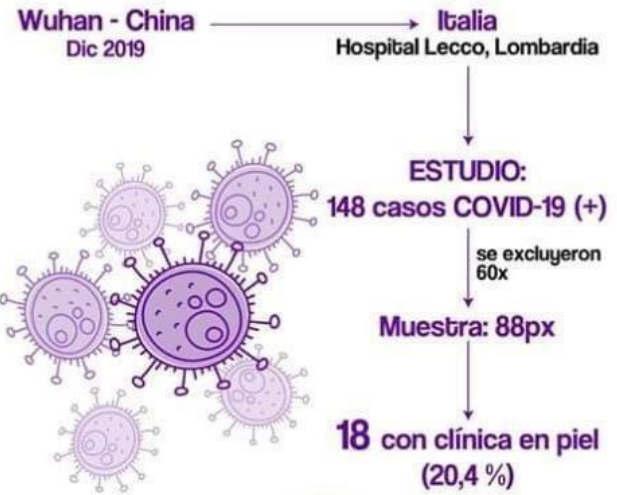 Wuhan - China
Dic 2019
Italia
Hospital Lecco, Lombardia
ESTUDIO:
148 casos COVID-19 (+)
se excluyeron
60x
Muestra: 88px
18 con clínica en piel
(20,4 %)